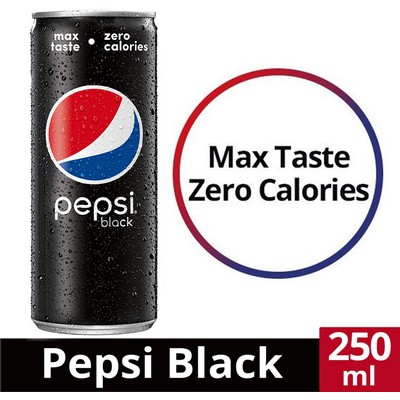 max taste • zero calories
pepsi
black
Max Taste
Zero Calories
Pepsi Black
250
ml